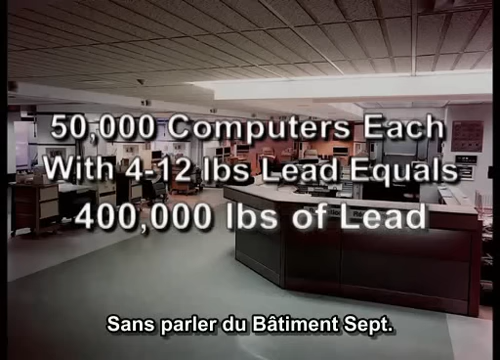 50,000 Computers Each
With 4-12 lbs Lead Equals
400,000 lbs of Lead
Sans parler du Bâtiment Sept.